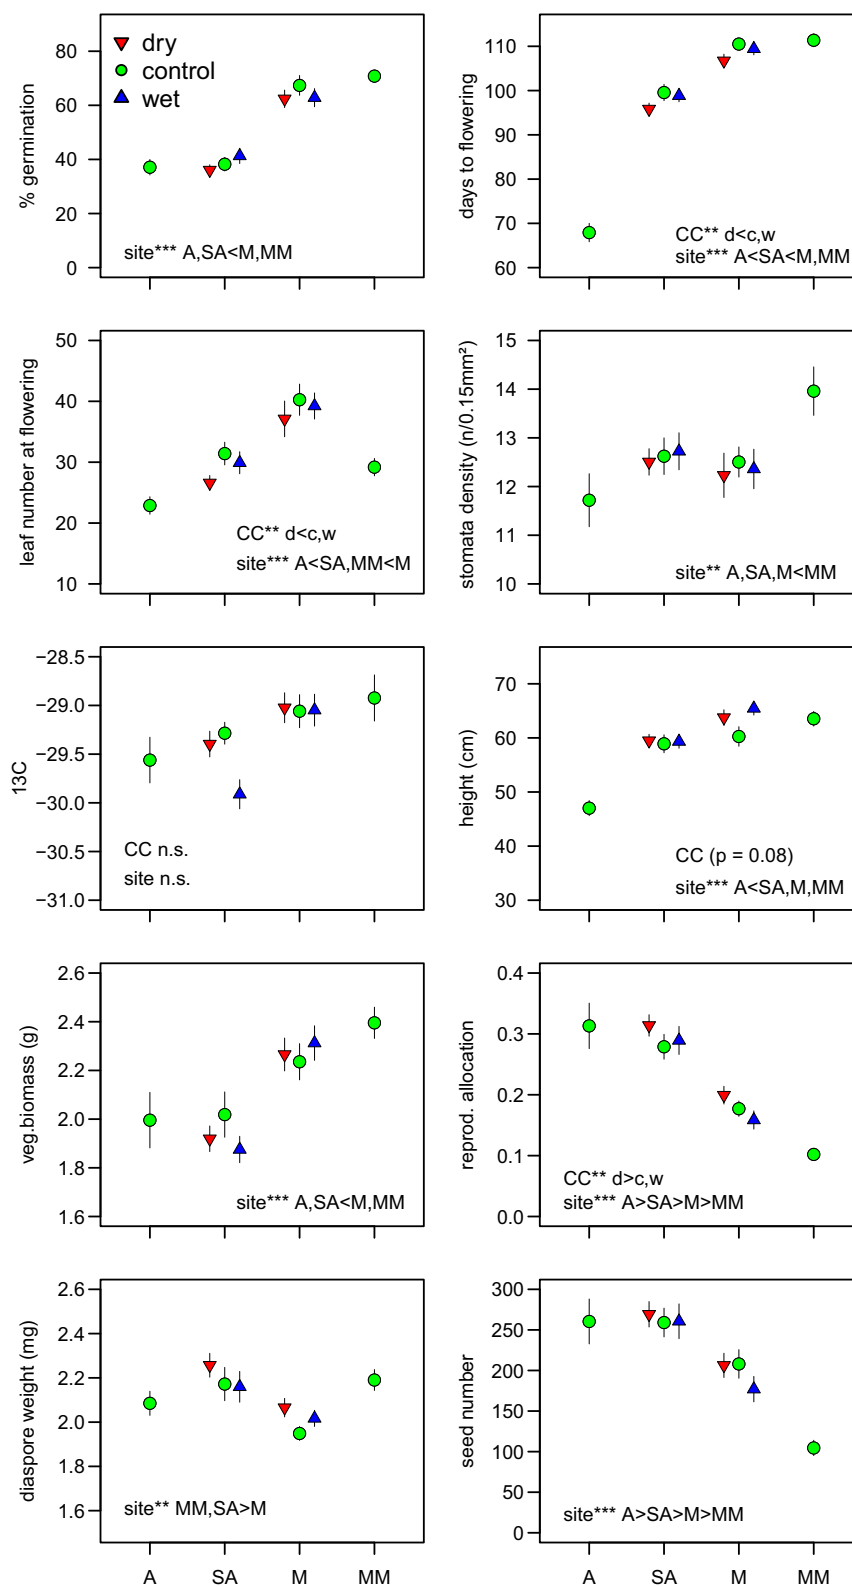 % germination
80
60
40
20
0
dry
control
wet
site*** A,SA<M,MM
days to flowering
110
100
90
80
70
60
CC** d<c,w
site*** A<SA<M,MM
leaf number at flowering
50
40
30
20
10
CC** d<c,w
site*** A<SA,MM<M
stomata density (n/0.15mm²)
15
14
13
12
11
10
site** A,SA,M<MM
13C
−28.5
−29.0
−29.5
−30.0
−30.5
−31.0
CC n.s.
site n.s.
height (cm)
70
60
50
40
30
CC (p = 0.08)
site*** A<SA,M,MM
veg.biomass (g)
2.6
2.4
2.2
2.0
1.8
1.6
site*** A,SA<M,MM
reprod. allocation
0.4
0.3
0.2
0.1
0.0
CC** d>c,w
site*** A>SA>M>MM
diaspore weight (mg)
2.6
2.4
2.2
2.0
1.8
1.6
site** MM,SA>M
A SA M MM
seed number
300
250
200
150
100
50
0
site*** A>SA>M>MM
A SA M MM